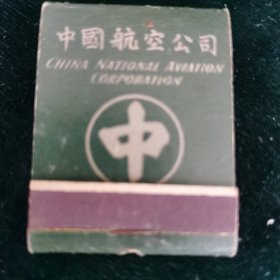 中國航空公司
CHINA NATIONAL AVIATION
CORPORATION
中